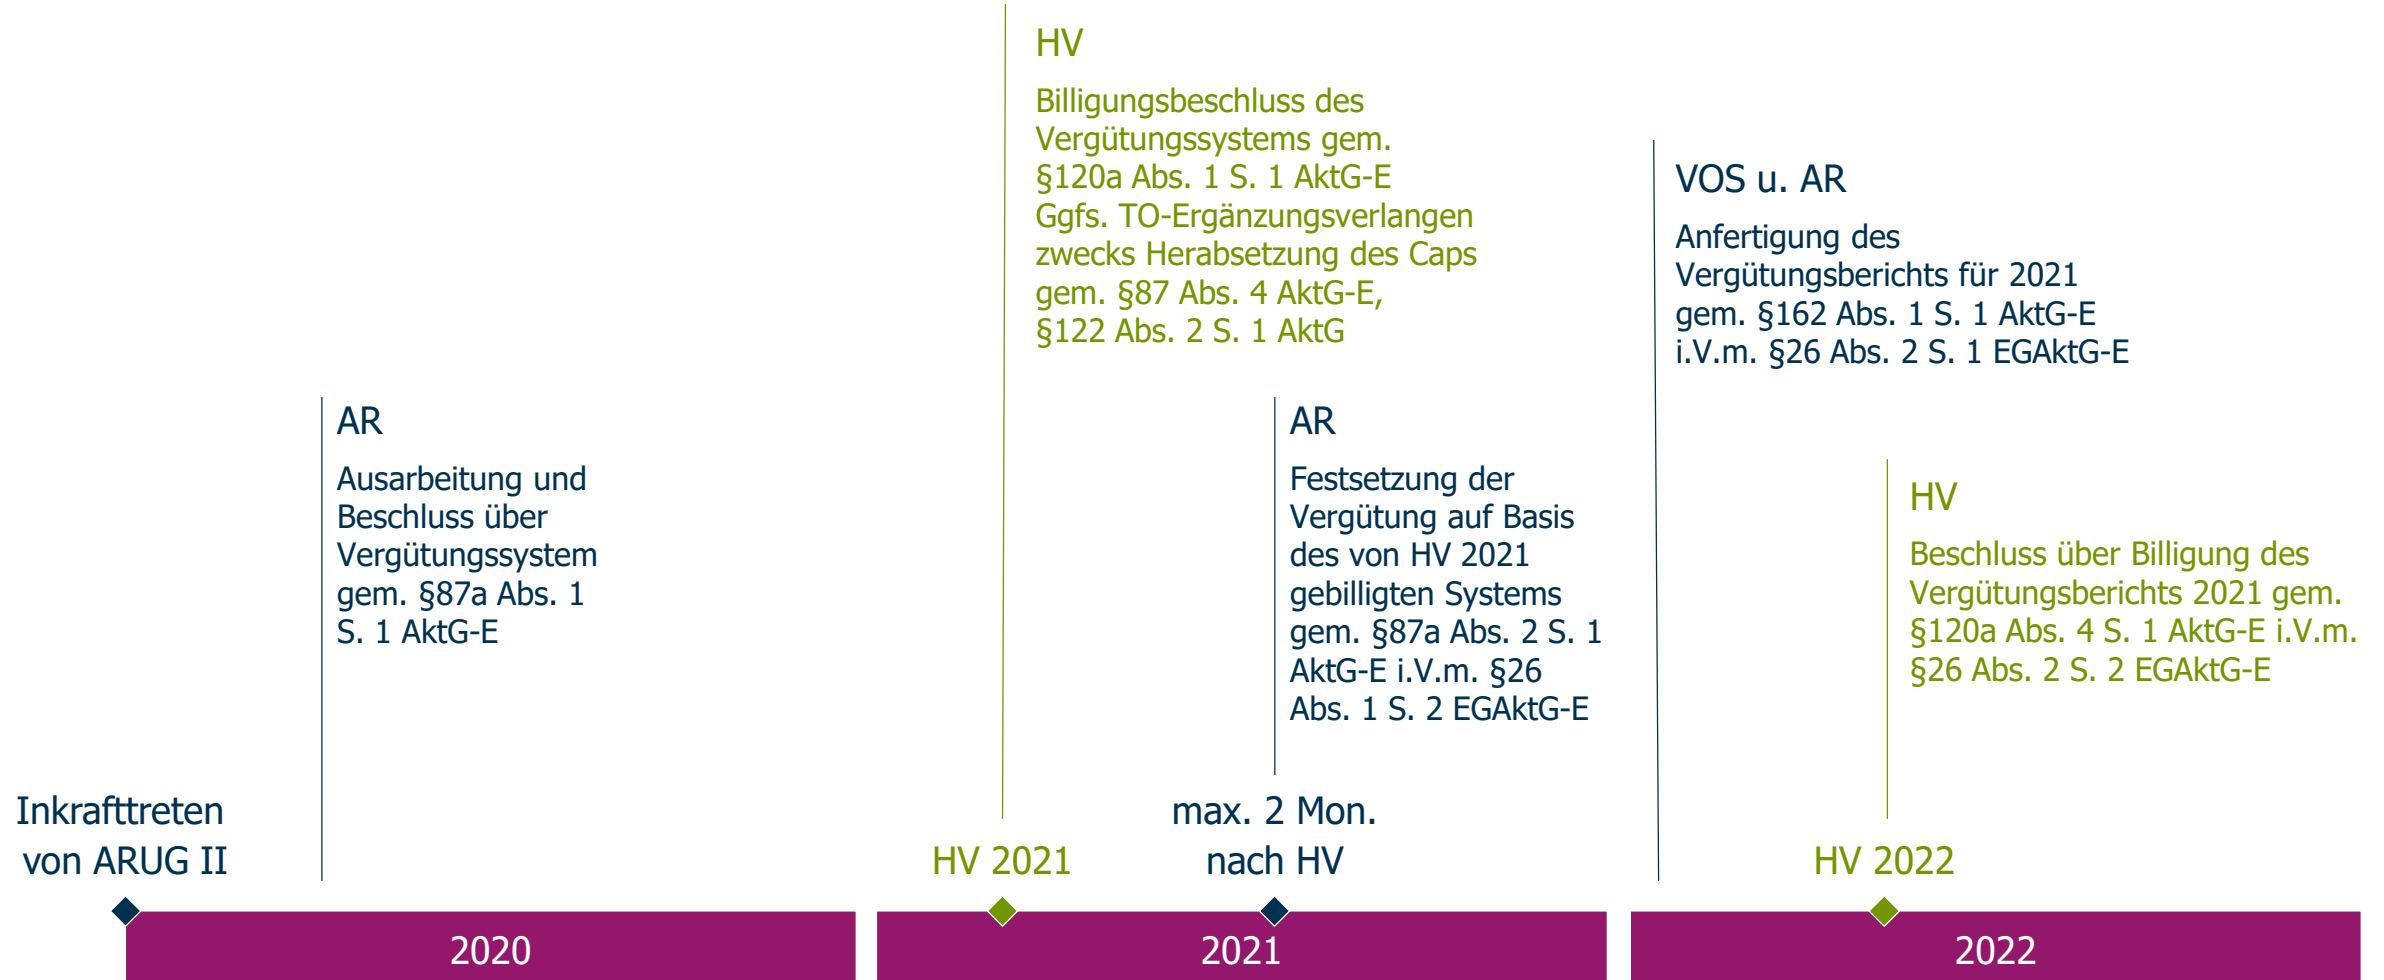 HV
Billigungsbeschluss des
Vergütungssystems gem.
§120a Abs. 1 S. 1 AktG-E
Ggfs. TO-Ergänzungsverlangen
zwecks Herabsetzung des Caps
gem. §87 Abs. 4 AktG-E,
§122 Abs. 2 S. 1 AktG
VOS u. AR
Anfertigung des
Vergütungsberichts für 2021
gem. §162 Abs. 1 S. 1 AktG-E
i.V.m. §26 Abs. 2 S. 1 EGAktG-E
AR
Ausarbeitung und
Beschluss über
Vergütungssystem
gem. §87a Abs. 1
S. 1 AktG-E
AR
Festsetzung der
Vergütung auf Basis
des von HV 2021
gebilligten Systems
gem. §87a Abs. 2 S. 1
AktG-E i.V.m. §26
Abs. 1 S. 2 EGAktG-E
HV
Beschluss über Billigung des
Vergütungsberichts 2021 gem.
§120a Abs. 4 S. 1 AktG-E i.V.m.
§26 Abs. 2 S. 2 EGAktG-E
Inkrafttreten
von ARUG II
HV 2021
max. 2 Mon.
nach HV
HV 2022
2020
2021
2022